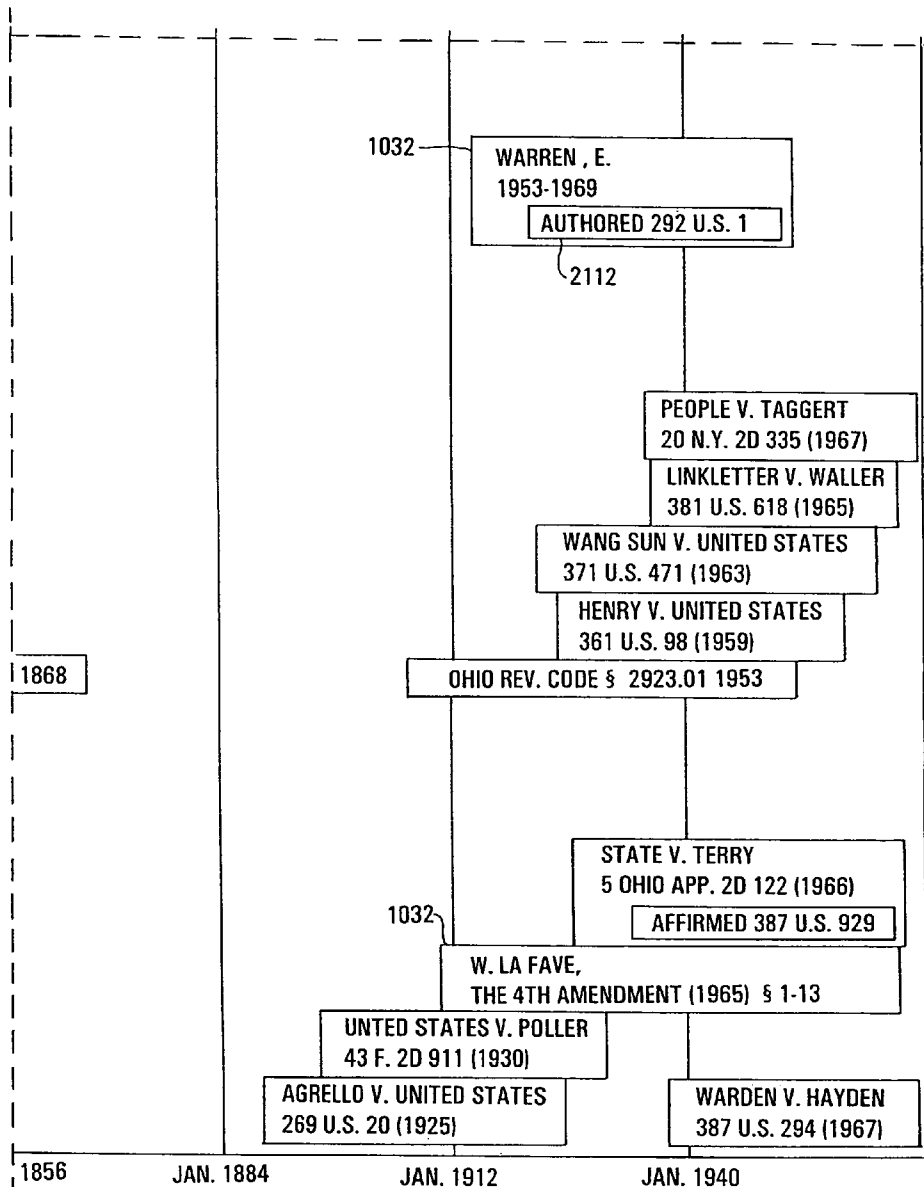 1032
WARREN , E.
1953-1969
AUTHORED 292 U.S. 1
2112
PEOPLE V. TAGGERT
20 N.Y. 2D 335 (1967)
LINKLETTER V. WALLER
381 U.S. 618 (1965)
WANG SUN V. UNITED STATES
371 U.S. 471 (1963)
HENRY V. UNITED STATES
361 U.S. 98 (1959)
1868
OHIO REV. CODE § 2923.01 1953
STATE V. TERRY
5 OHIO APP. 2D 122 (1966)
AFFIRMED 387 U.S. 929
1032
W. LA FAVE,
THE 4TH AMENDMENT (1965) § 1-13
UNTED STATES V. POLLER
43 F. 2D 911 (1930)
AGRELLO V. UNITED STATES
269 U.S. 20 (1925)
WARDEN V. HAYDEN
387 U.S. 294 (1967)
1856 JAN. 1884 JAN. 1912 JAN. 1940